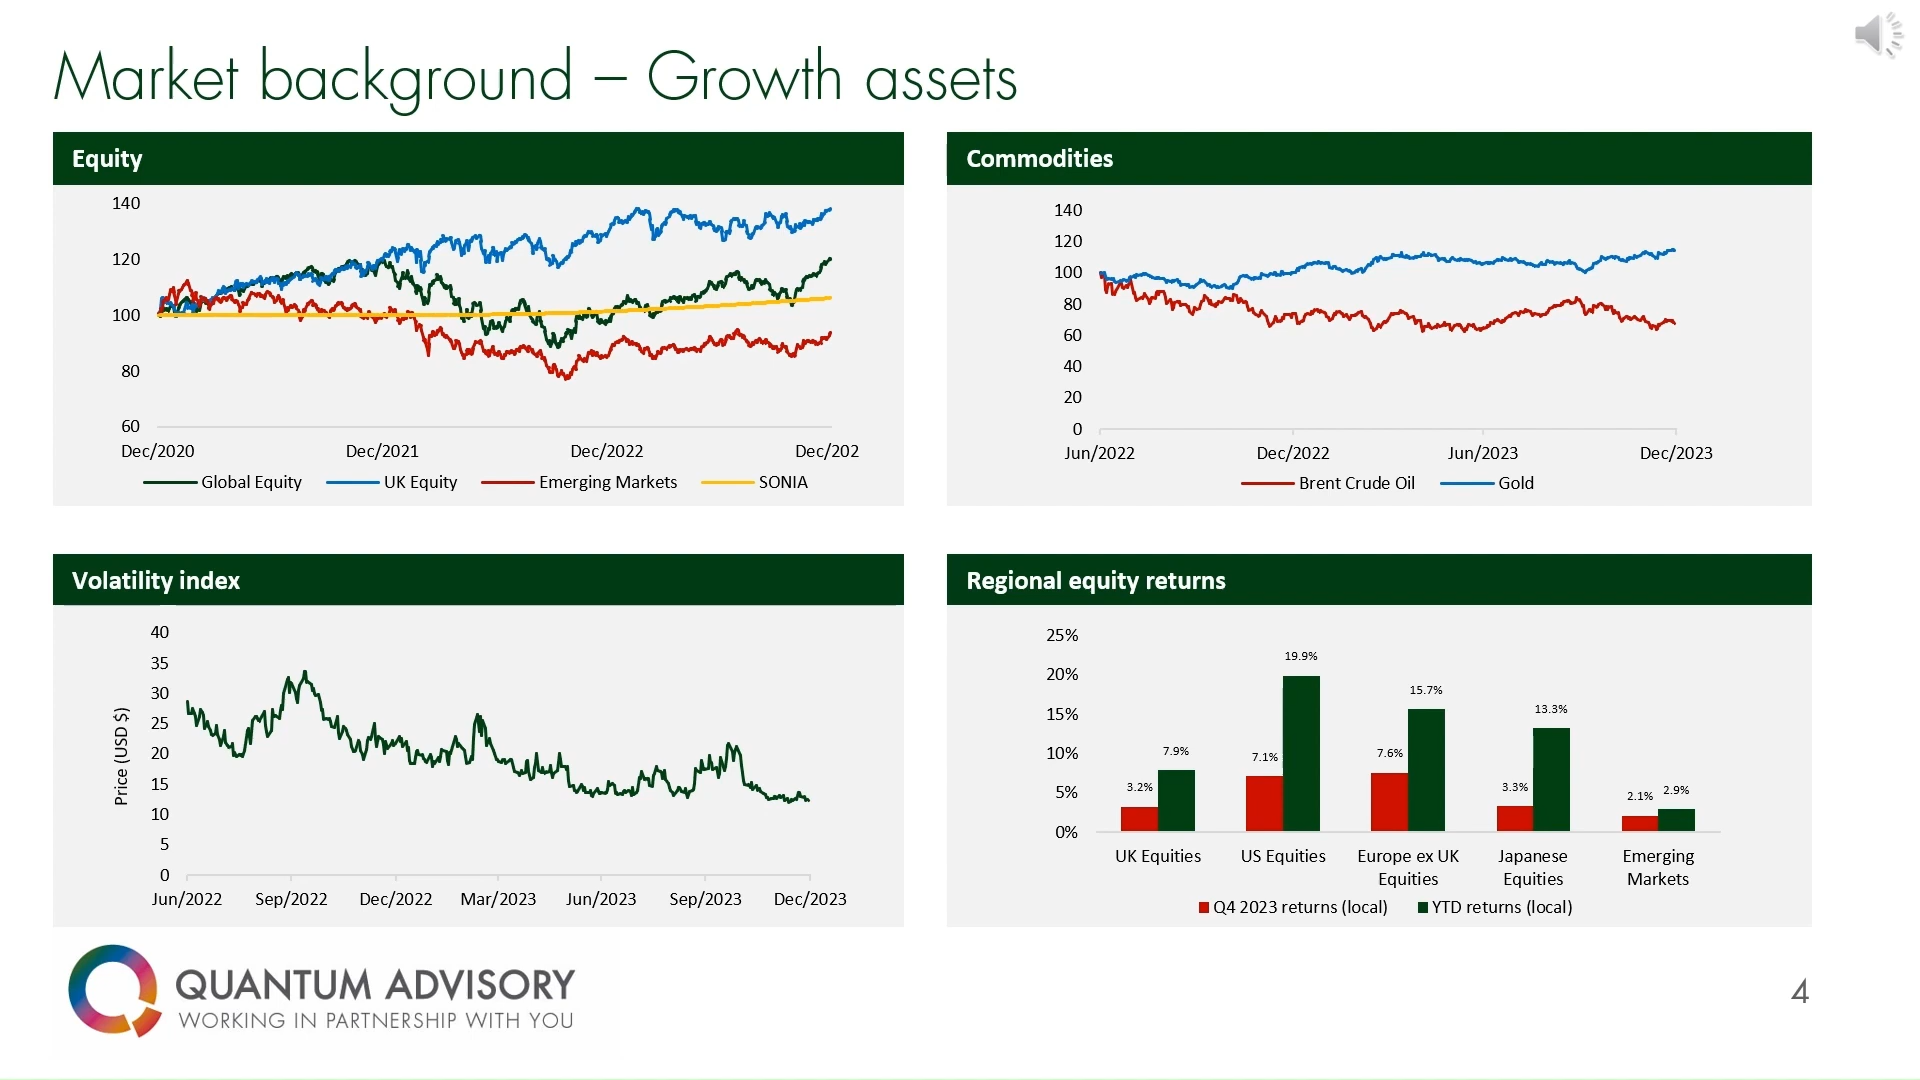 Market background – Growth assets
Equity
140
120
100
80
60
Dec/2020 Dec/2021 Dec/2022 Dec/202
Global Equity UK Equity Emerging Markets SONIA
Commodities
140
120
100
80
60
40
20
0
Jun/2022 Dec/2022 Jun/2023 Dec/2023
Brent Crude Oil Gold
Volatility index
Price (USD $)
40
35
30
25
20
15
10
5
0
Jun/2022 Sep/2022 Dec/2022 Mar/2023 Jun/2023 Sep/2023 Dec/2023
Regional equity returns
25%
20%
15%
10%
5%
0%
3.2% 7.9% 7.1% 19.9% 7.6% 15.7% 3.3% 13.3% 2.1% 2.9%
UK Equities US Equities Europe ex UK Japanese Emerging
Equities Equities Markets
Q4 2023 returns (local) YTD returns (local)
QUANTUM ADVISORY
WORKING IN PARTNERSHIP WITH YOU
4